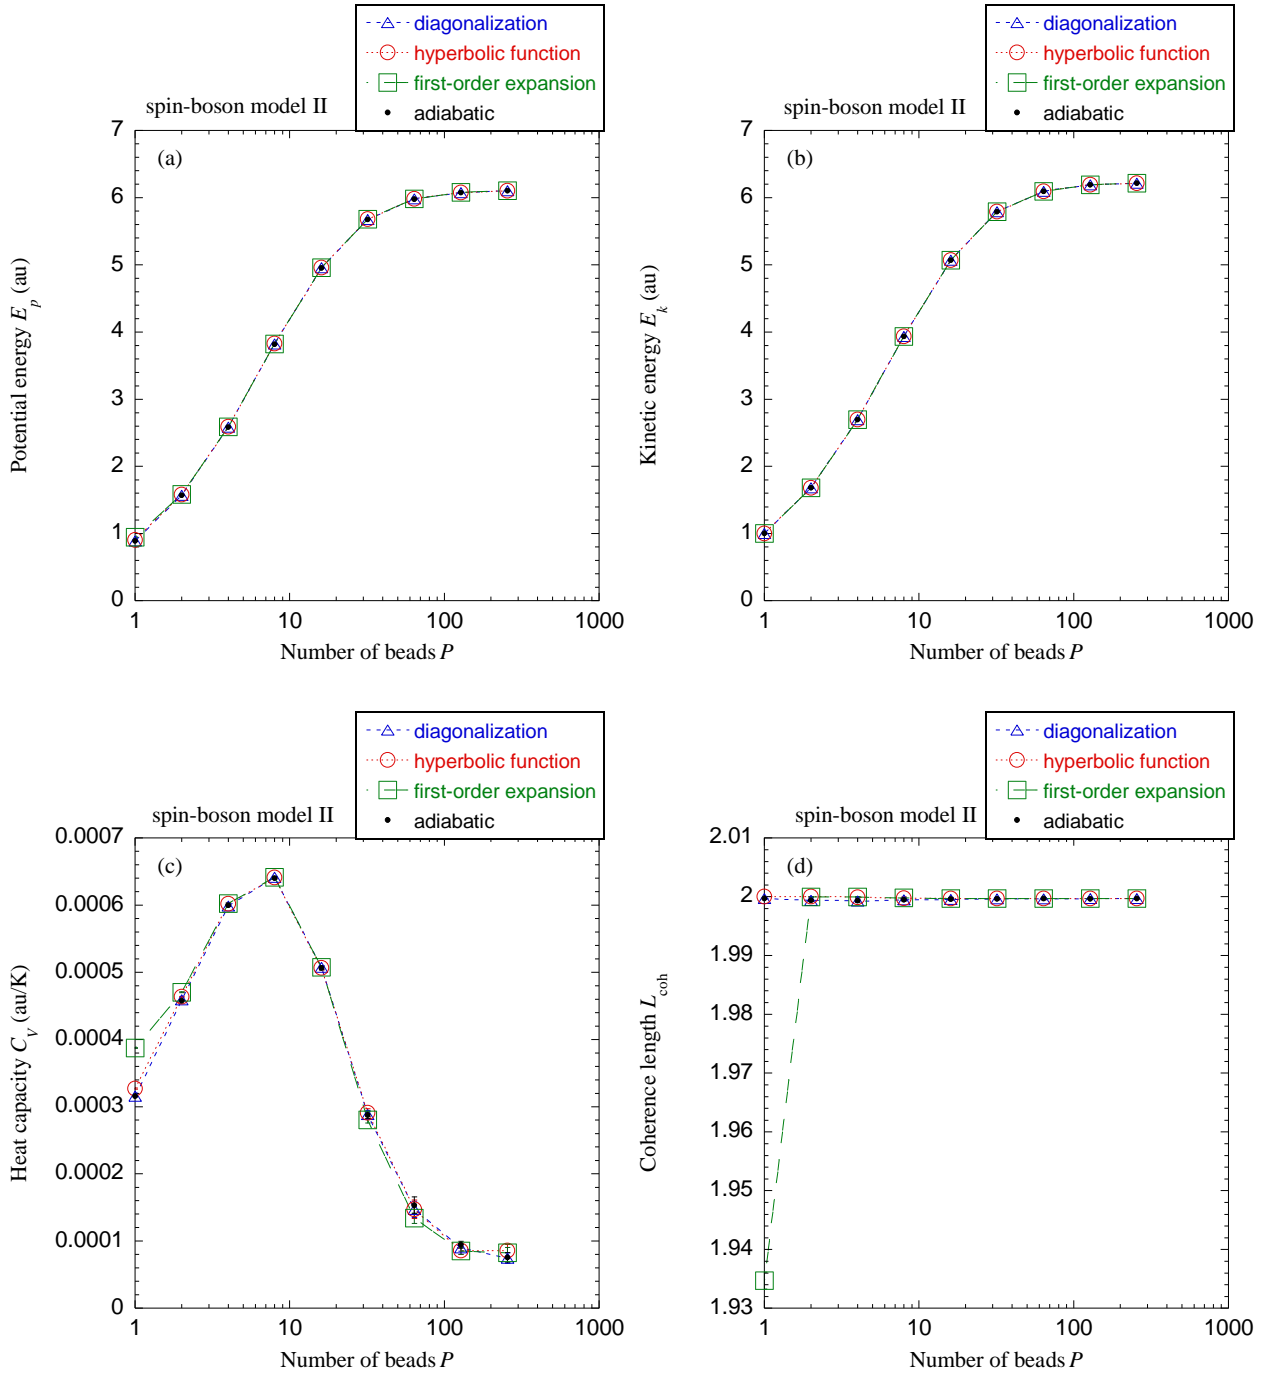 diagonalization
hyperbolic function
first-order expansion
adiabatic
spin-boson model II
(a)
7
6
5
4
3
2
1
0
Potential energy E_p (au)
1
10
100
1000
Number of beads P
diagonalization
hyperbolic function
first-order expansion
adiabatic
spin-boson model II
(b)
7
6
5
4
3
2
1
0
Kinetic energy E_k (au)
1
10
100
1000
Number of beads P
diagonalization
hyperbolic function
first-order expansion
adiabatic
spin-boson model II
(c)
0.0007
0.0006
0.0005
0.0004
0.0003
0.0002
0.0001
0
Heat capacity C_V (au/K)
1
10
100
1000
Number of beads P
diagonalization
hyperbolic function
first-order expansion
adiabatic
spin-boson model II
(d)
2.01
2
1.99
1.98
1.97
1.96
1.95
1.94
1.93
Coherence length L_coh
1
10
100
1000
Number of beads P